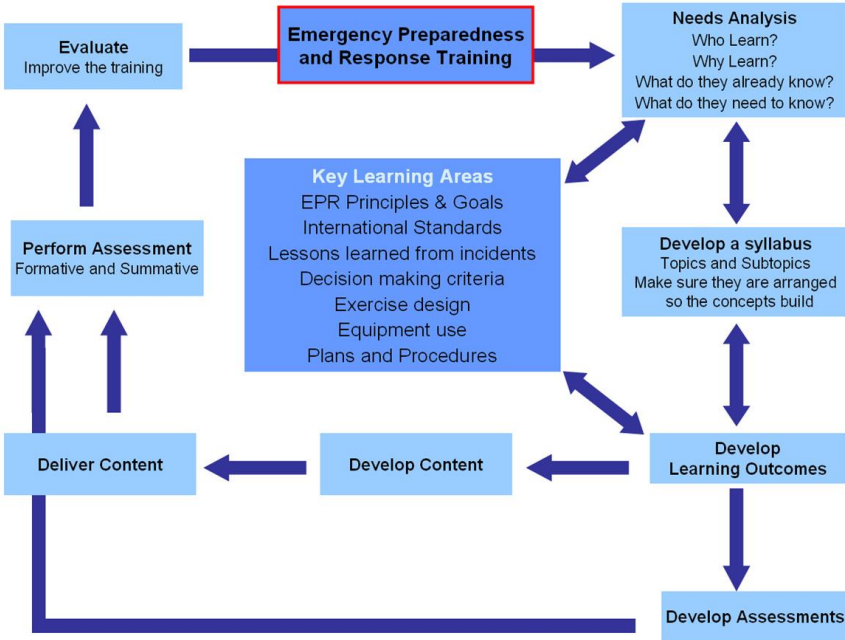 Evaluate
Improve the training
Emergency Preparedness
and Response Training
Needs Analysis
Who Learn?
Why Learn?
What do they already know?
What do they need to know?
Key Learning Areas
EPR Principles & Goals
International Standards
Lessons learned from incidents
Decision making criteria
Exercise design
Equipment use
Plans and Procedures
Perform Assessment
Formative and Summative
Develop a syllabus
Topics and Subtopics
Make sure they are arranged
so the concepts build
Deliver Content
Develop Content
Develop
Learning Outcomes
Develop Assessments